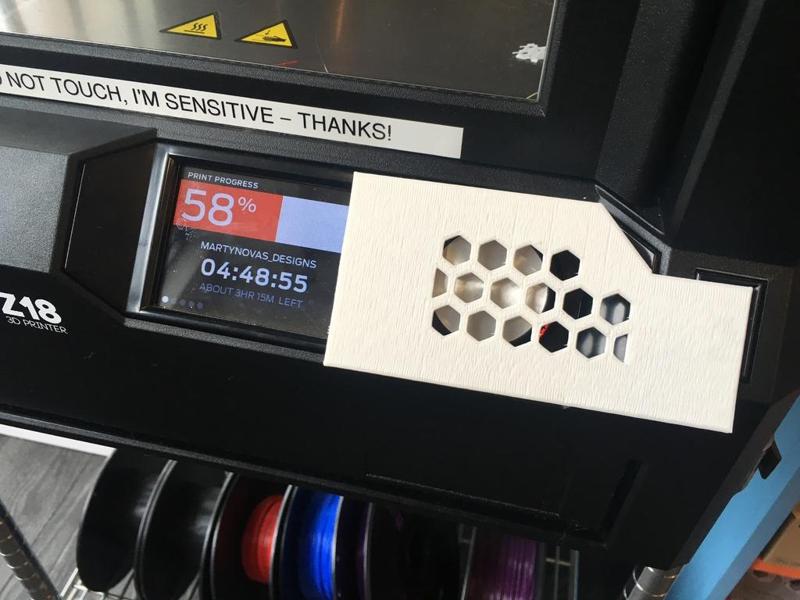 NOT TOUCH, I'M SENSITIVE – THANKS!
PRINT PROGRESS
58%
MARTYNOVAS_DESIGNS
04:48:55
ABOUT 3HR 15M LEFT
Z18
3D PRINTER